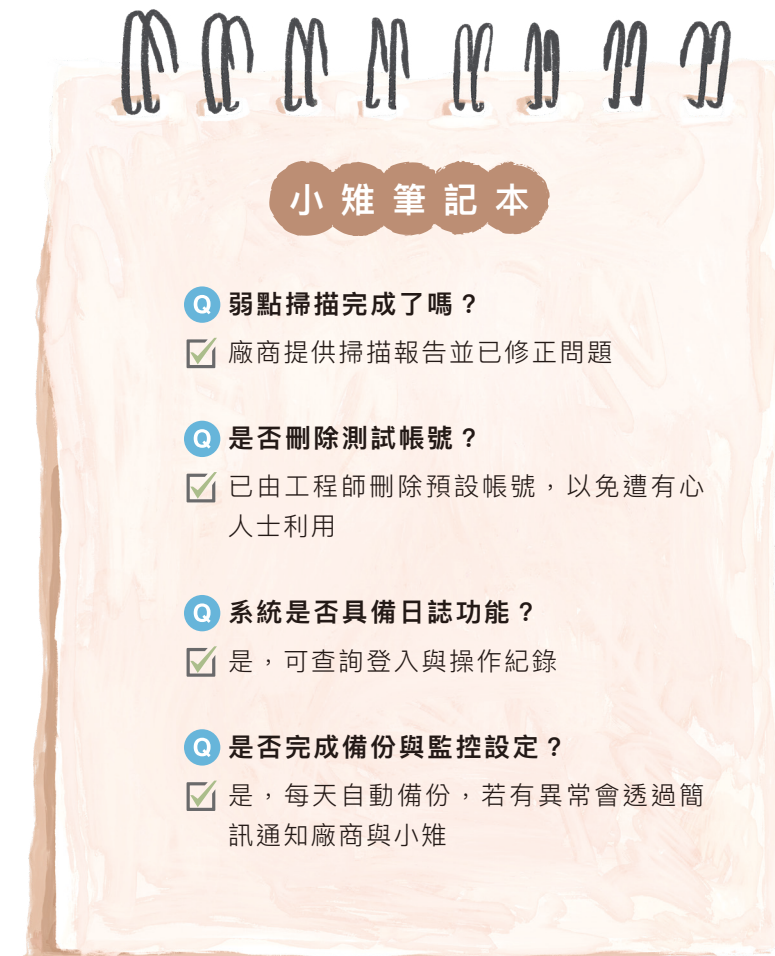 小雉筆記本
Q 弱點掃描完成了嗎？
廠商提供掃描報告並已修正問題
Q 是否刪除測試帳號？
已由工程師刪除預設帳號，以免遭有心
人士利用
Q 系統是否具備日誌功能？
是，可查詢登入與操作紀錄
Q 是否完成備份與監控設定？
是，每天自動備份，若有異常會透過簡
訊通知廠商與小雉